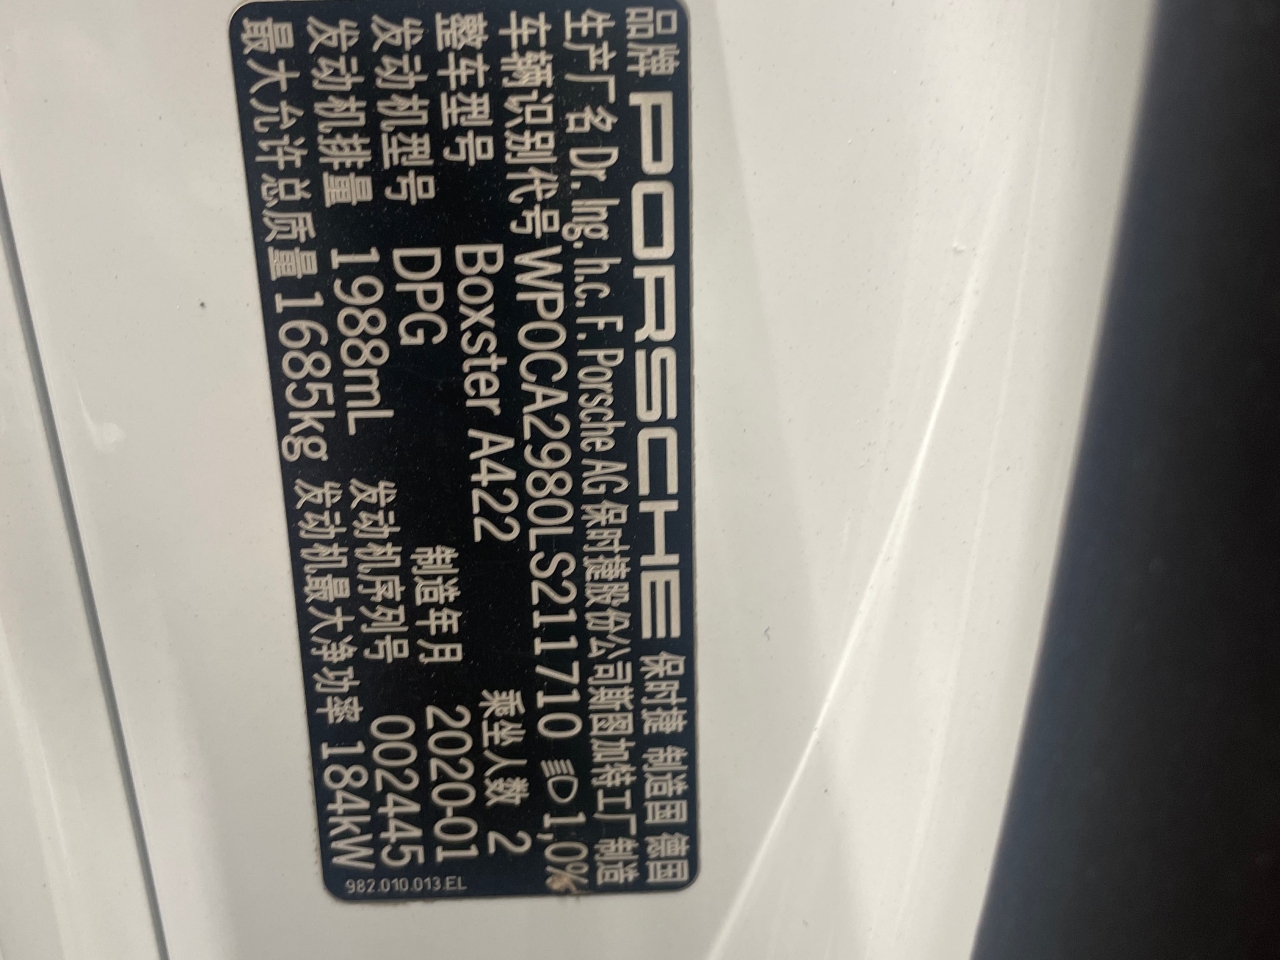 品牌 PORSCHE 保时捷 制造国 德国
生产厂名 Dr. Ing. h.c. F. Porsche AG 保时捷股份公司斯图加特工厂制造
车辆识别代号 WP0CA2980LS211710 1,0%
整车型号 Boxster A422 乘坐人数 2
发动机型号 DPG 制造年月 2020-01
发动机排量 1988mL 发动机序列号 002445
最大允许总质量 1685kg 发动机最大净功率 184kW
982.010.013.EL